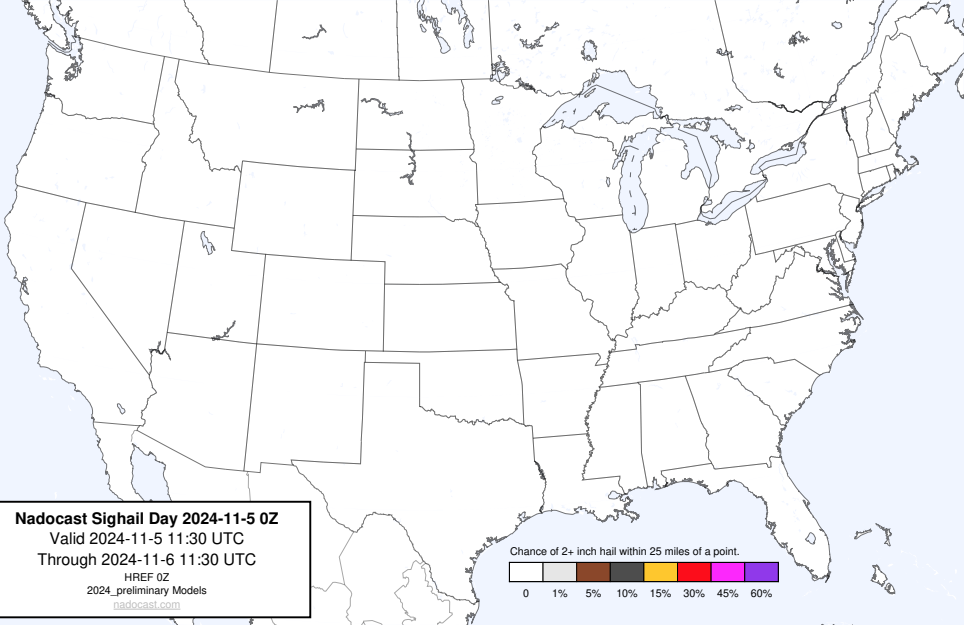 Nadocast Sighail Day 2024-11-5 0Z
Valid 2024-11-5 11:30 UTC
Through 2024-11-6 11:30 UTC
HREF 0Z
2024_preliminary Models
nadocast.com
Chance of 2+ inch hail within 25 miles of a point.
0 1% 5% 10% 15% 30% 45% 60%